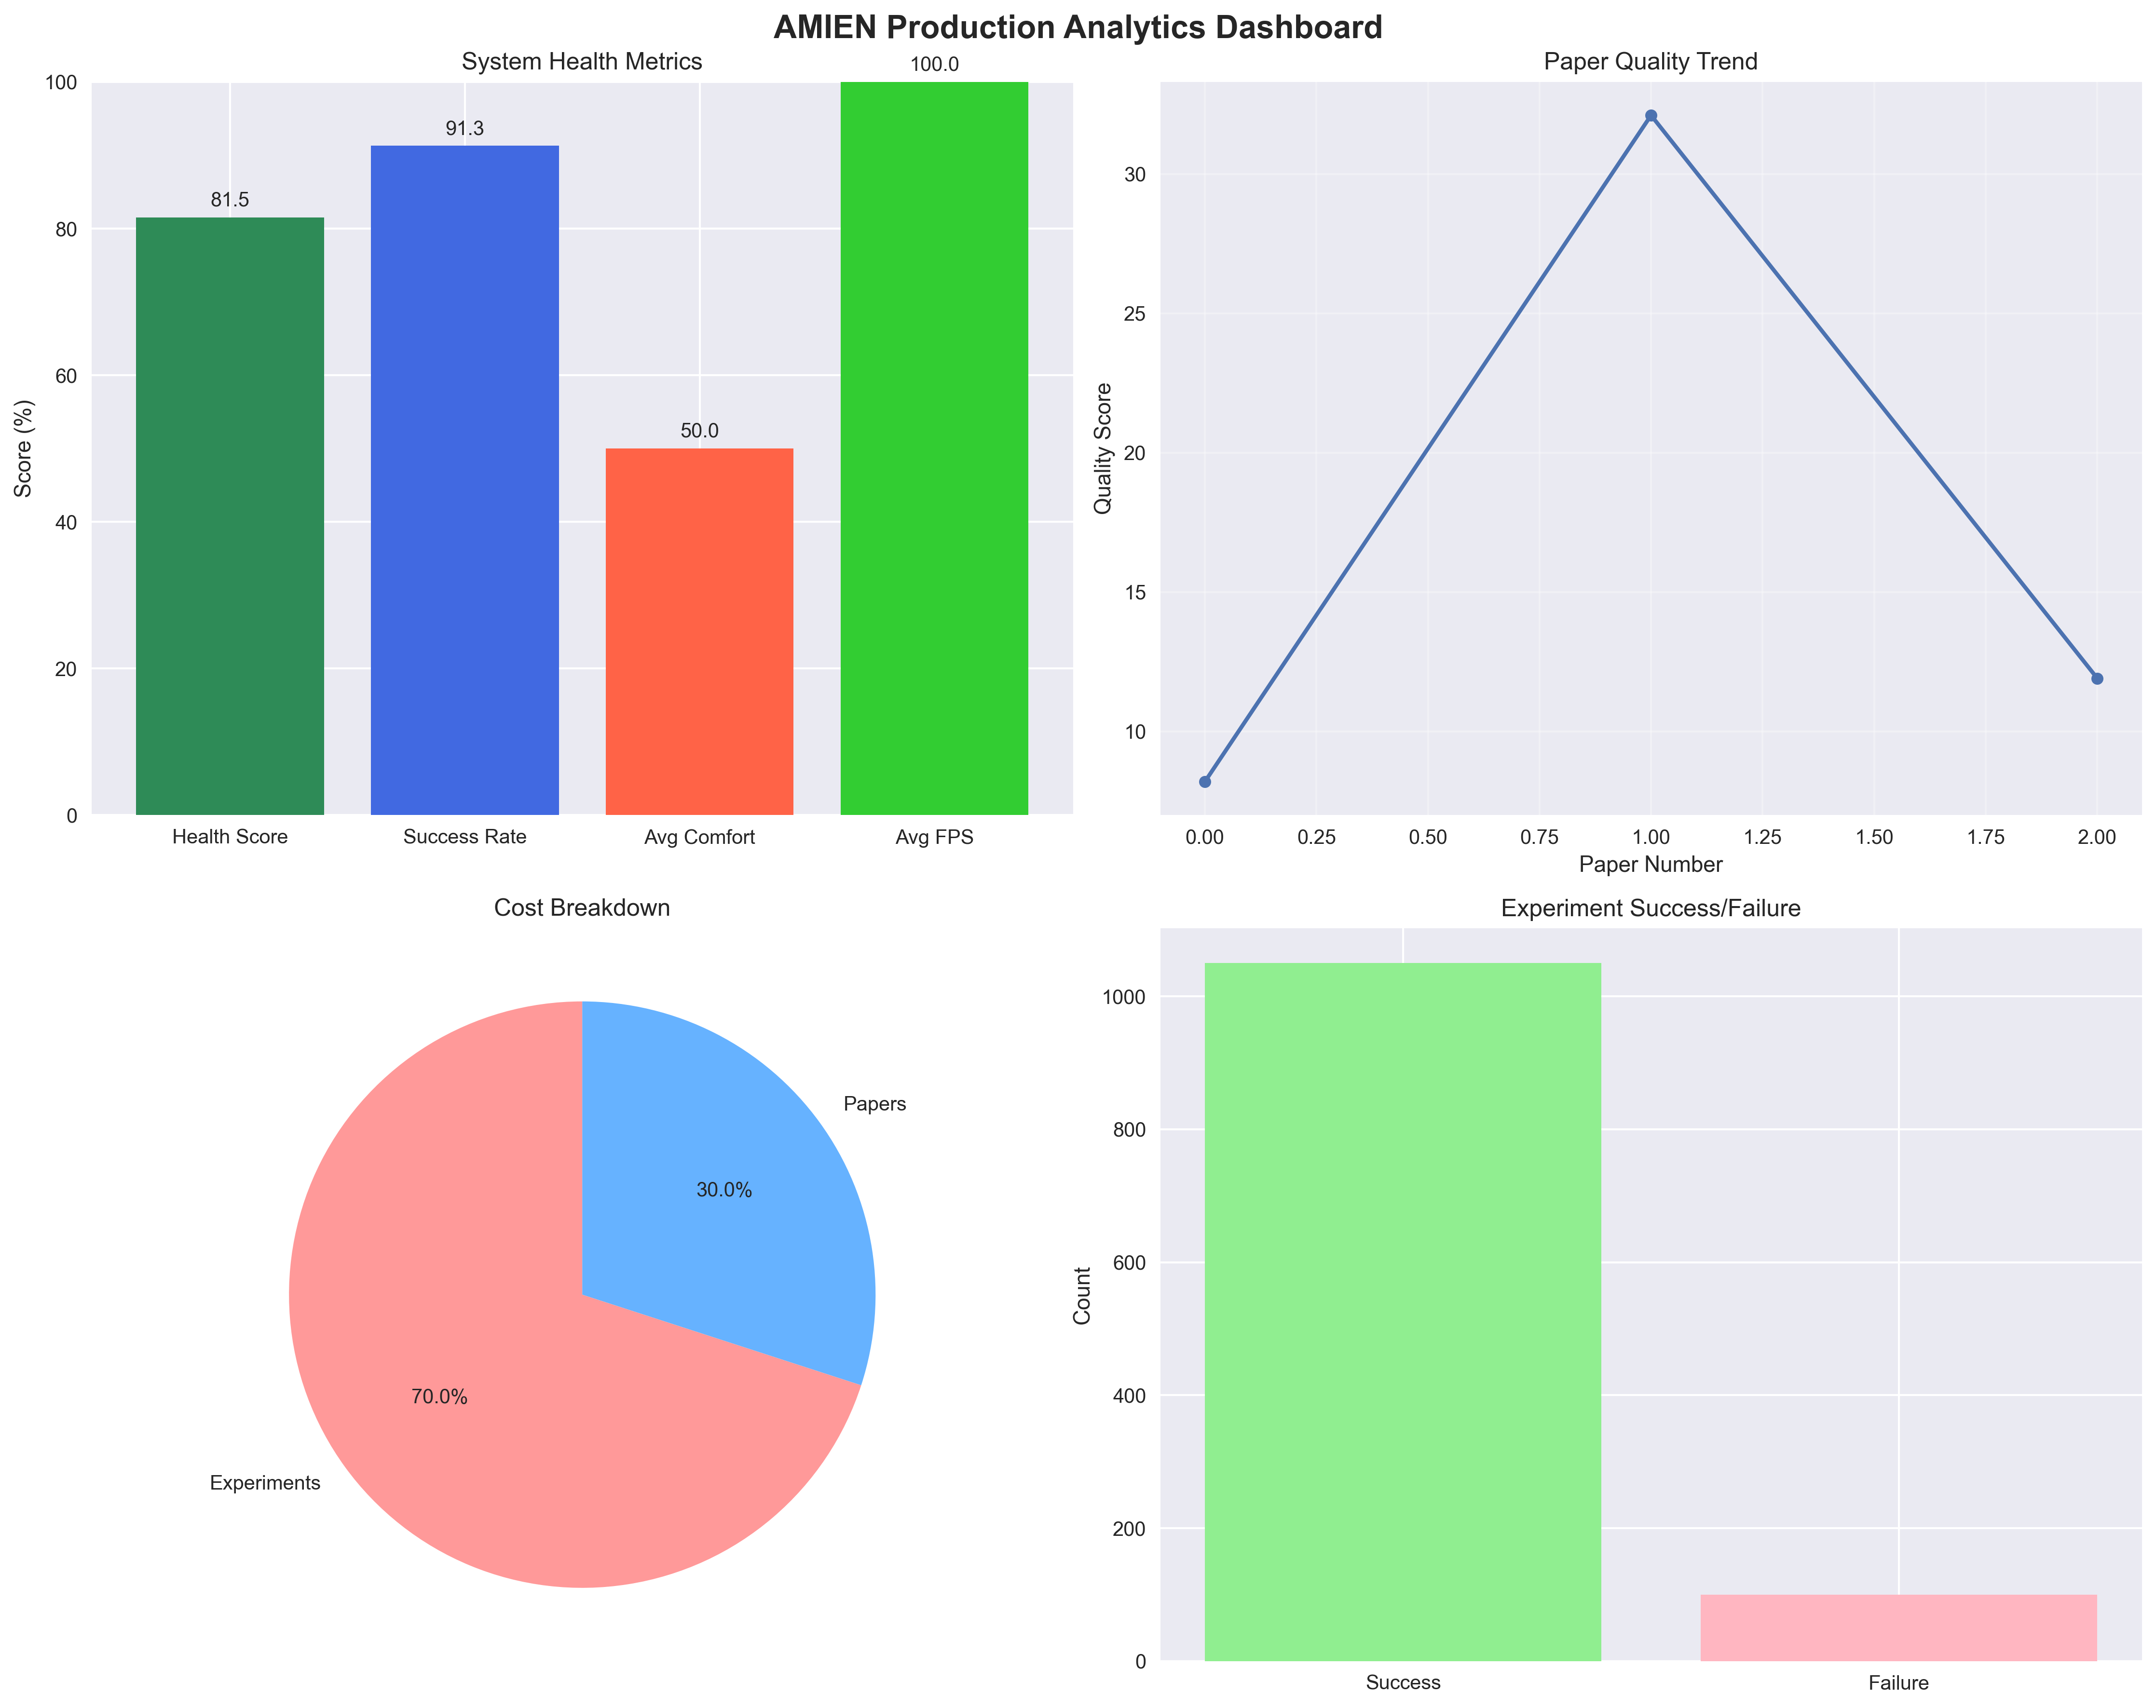 AMIEN Production Analytics Dashboard
System Health Metrics
100
80
60
40
20
0
Score (%)
81.5
91.3
50.0
100.0
Health Score
Success Rate
Avg Comfort
Avg FPS
Paper Quality Trend
30
25
20
15
10
Quality Score
0.00
0.25
0.50
0.75
1.00
1.25
1.50
1.75
2.00
Paper Number
Cost Breakdown
Papers
30.0%
70.0%
Experiments
Experiment Success/Failure
1000
800
600
400
200
0
Count
Success
Failure